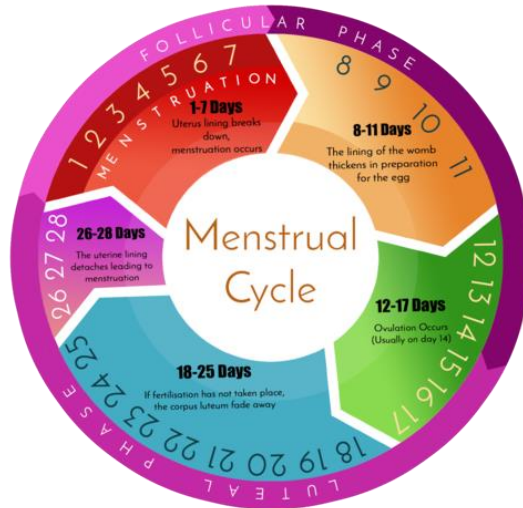 FOLLICULAR PHASE
1 2 3 4 5 6 7
MENSTRUATION
1-7 Days
Uterus lining breaks
down,
menstruation occurs
8 9 10 11
8-11 Days
The lining of the womb
thickens in preparation
for the egg
Menstrual
Cycle
12 13 14 15 16 17
12-17 Days
Ovulation Occurs
(Usually on day 14)
18 19 20 21 22 23 24 25
18-25 Days
If fertilisation has not taken place,
the corpus luteum fade away
26 27 28
26-28 Days
The uterine lining
detaches leading to
menstruation
LUTEAL PHASE